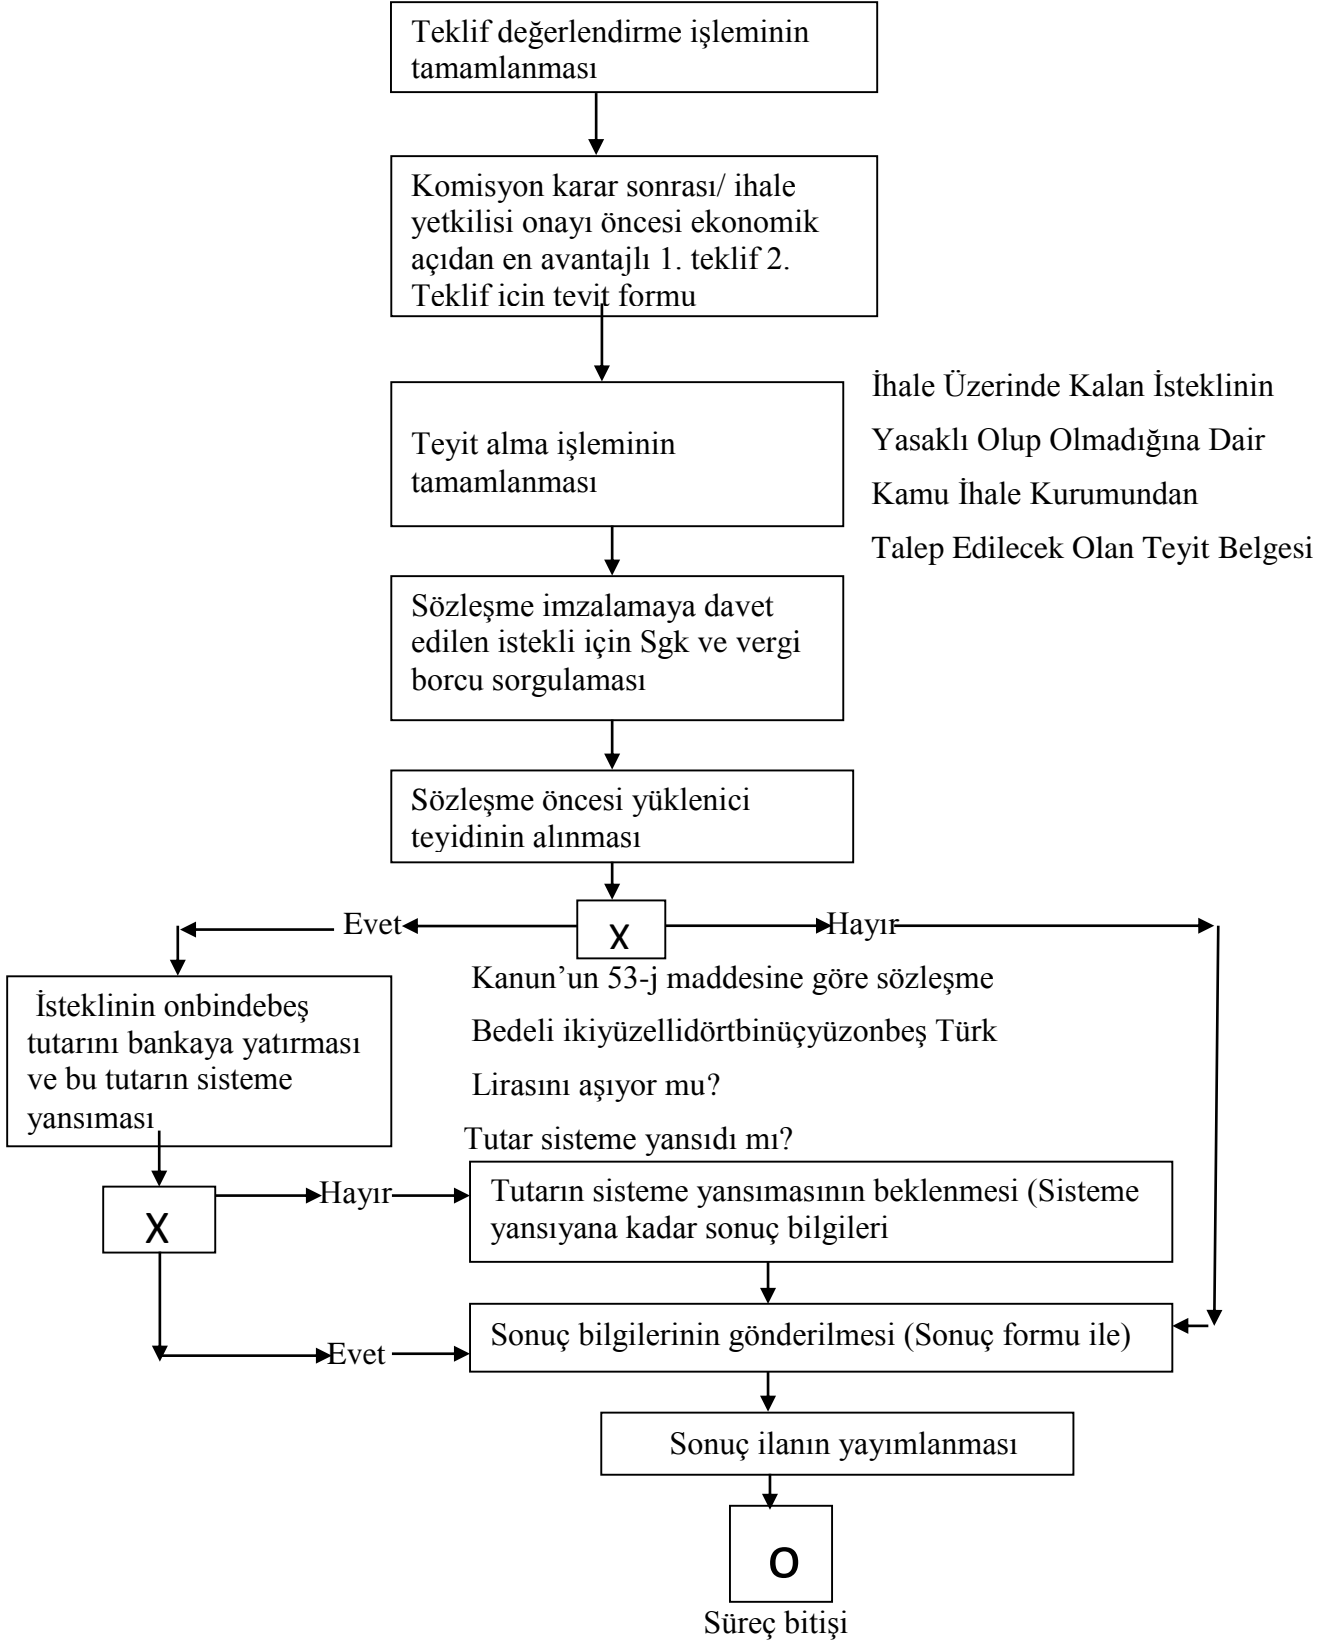 Teklif değerlendirme işleminin
tamamlanması
Komisyon karar sonrası/ ihale
yetkilisi onayı öncesi ekonomik
açıdan en avantajlı 1. teklif 2.
Teklif icin tevit formu
İhale Üzerinde Kalan İsteklinin
Yasaklı Olup Olmadığına Dair
Kamu İhale Kurumundan
Talep Edilecek Olan Teyit Belgesi
Teyit alma işleminin
tamamlanması
Sözleşme imzalamaya davet
edilen istekli için Sgk ve vergi
borcu sorgulaması
Sözleşme öncesi yüklenici
teyidinin alınması
Evet
X
Hayır
Kanun’un 53-j maddesine göre sözleşme
Bedeli ikiyüzellidörtbinüçyüzonbeş Türk
Lirasını aşıyor mu?
İsteklinin onbindebeş
tutarını bankaya yatırması
ve bu tutarın sisteme
yansıması
Tutar sisteme yansıdı mı?
X
Hayır
Tutarın sisteme yansımasının beklenmesi (Sisteme
yansıyana kadar sonuç bilgileri
Evet
Sonuç bilgilerinin gönderilmesi (Sonuç formu ile)
Sonuç ilanın yayımlanması
O
Süreç bitişi